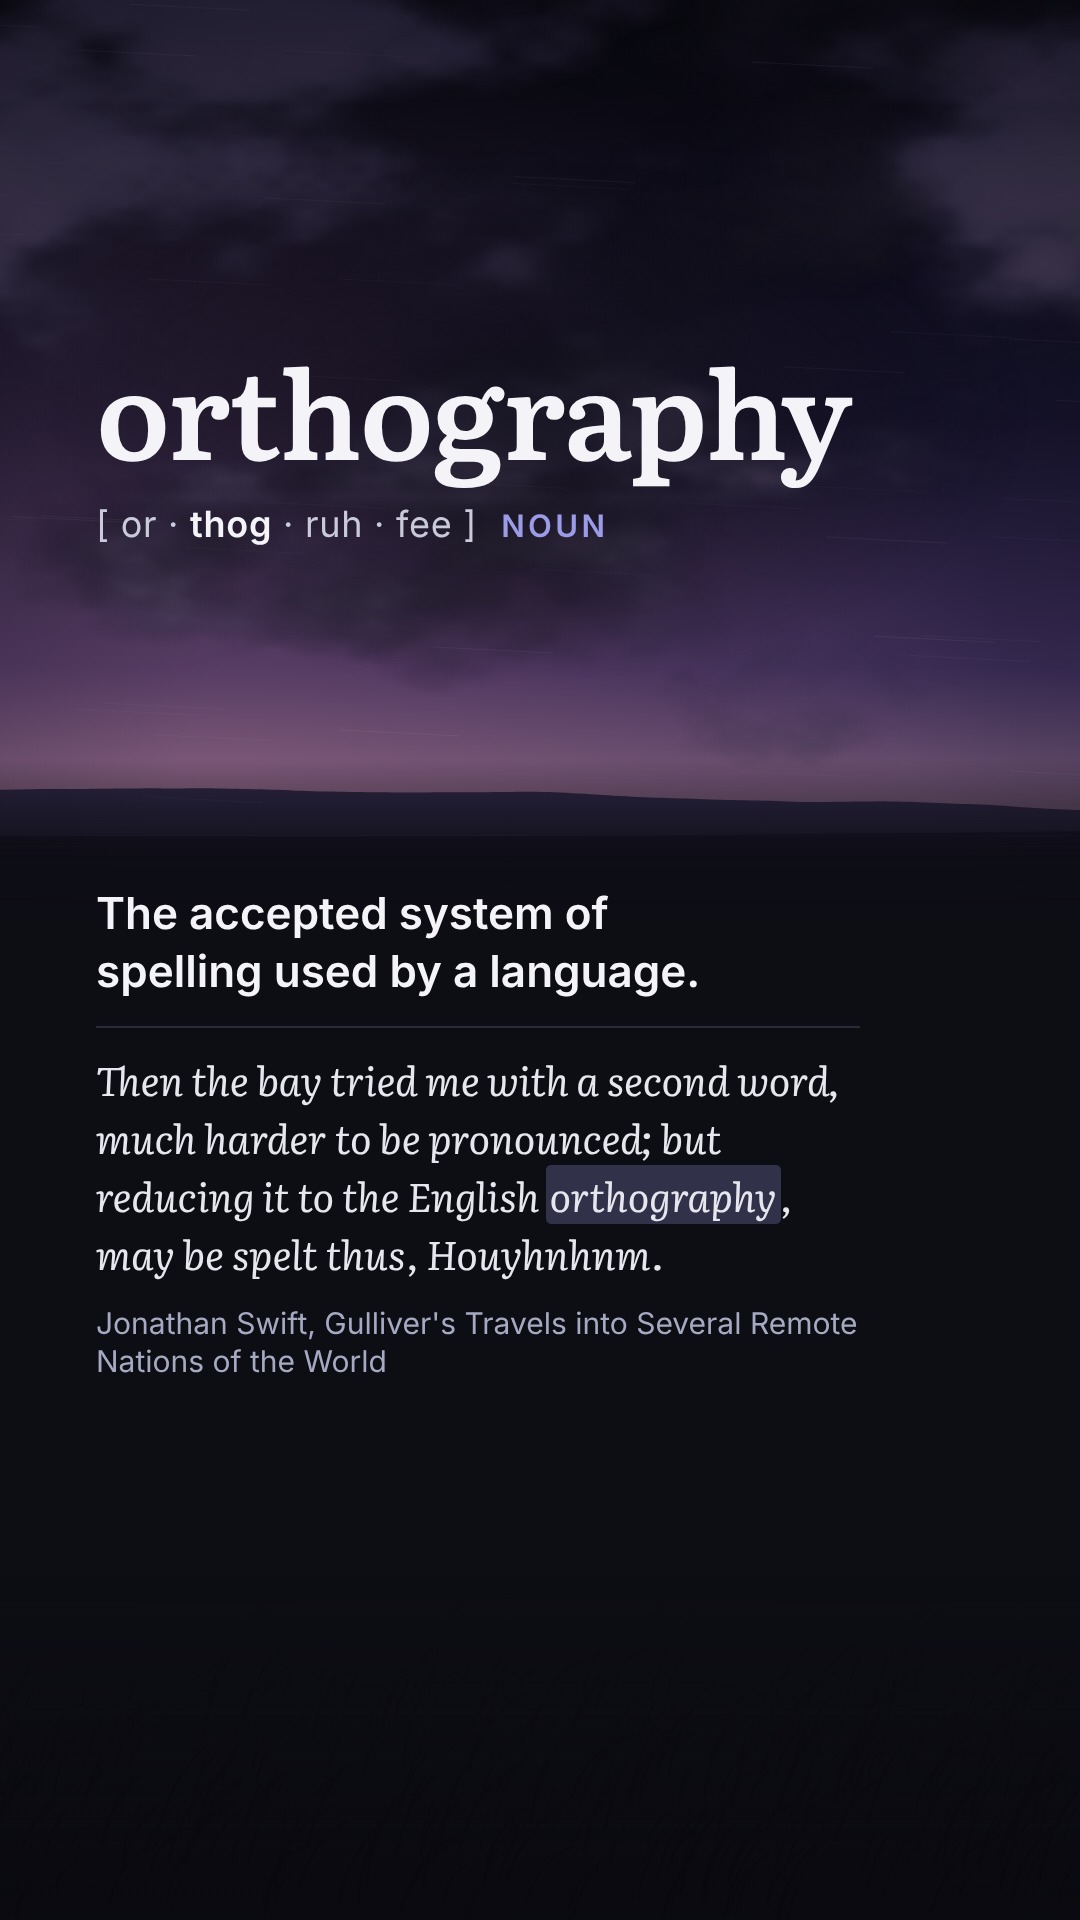 orthography
[ or · thog · ruh · fee ] NOUN
The accepted system of
spelling used by a language.
Then the bay tried me with a second word,
much harder to be pronounced; but
reducing it to the English orthography,
may be spelt thus, Houyhnhnm.
Jonathan Swift, Gulliver's Travels into Several Remote
Nations of the World